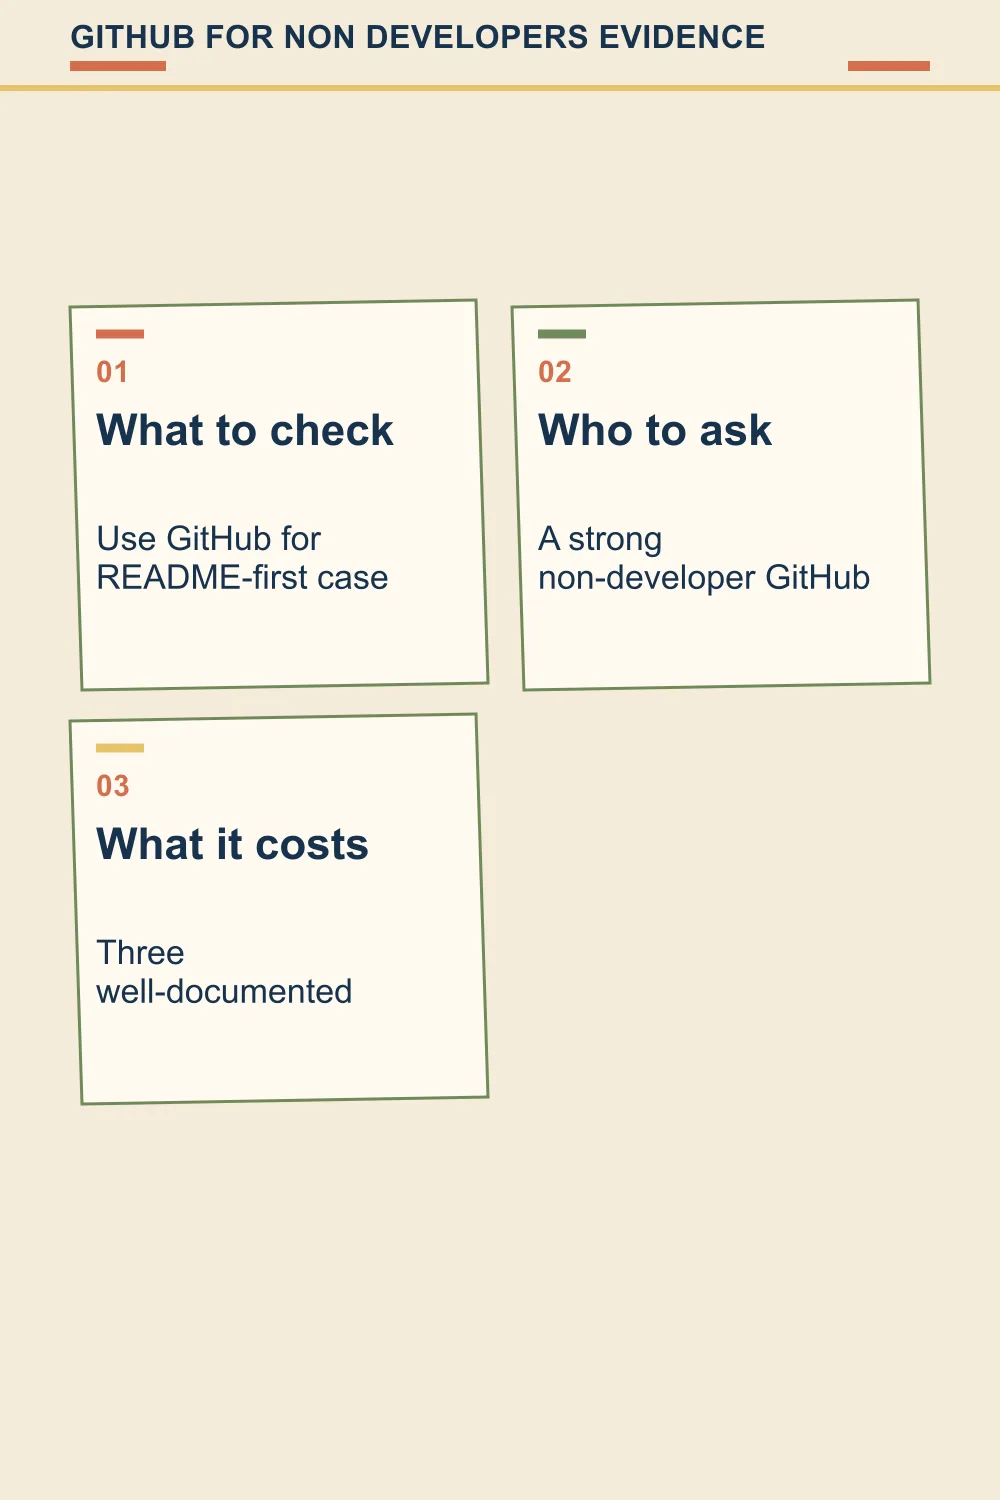 GITHUB FOR NON DEVELOPERS EVIDENCE
01
What to check
Use GitHub for
README-first case
02
Who to ask
A strong
non-developer GitHub
03
What it costs
Three
well-documented